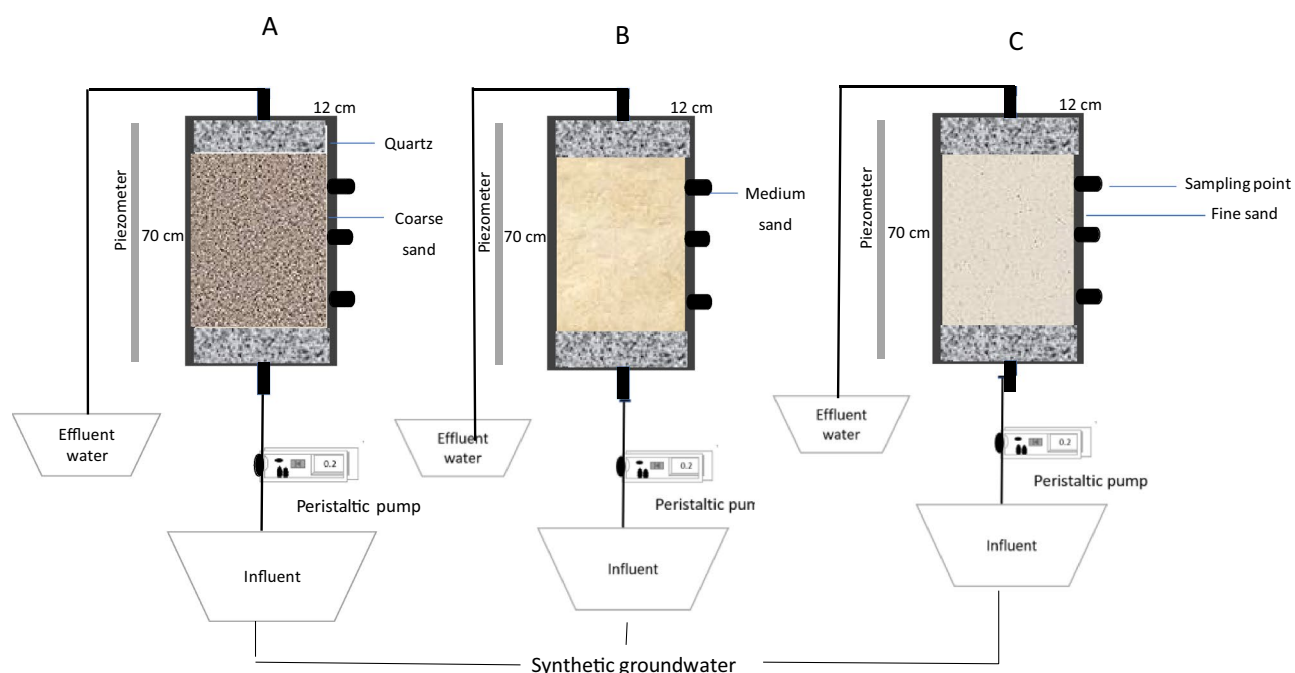 A
B
C
12 cm
12 cm
12 cm
Piezometer
70 cm
Quartz
Coarse
sand
Piezometer
70 cm
Medium
sand
Piezometer
70 cm
Sampling point
Fine sand
Effluent
water
Effluent
water
Effluent
water
0.2
0.2
0.2
Peristaltic pump
Peristaltic pum
Peristaltic pump
Influent
Influent
Influent
Synthetic groundwater